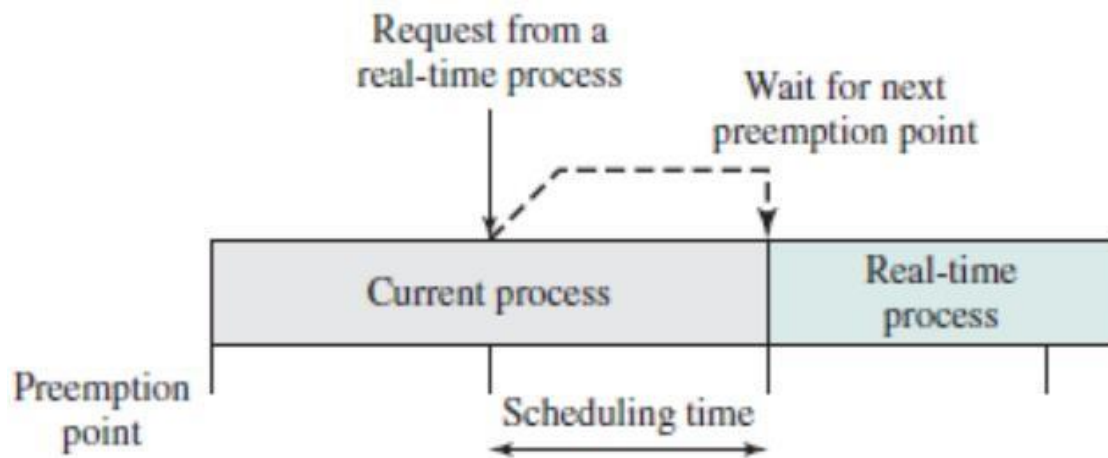 Request from a
real-time process
Wait for next
preemption point
Current process
Real-time
process
Preemption
point
Scheduling time